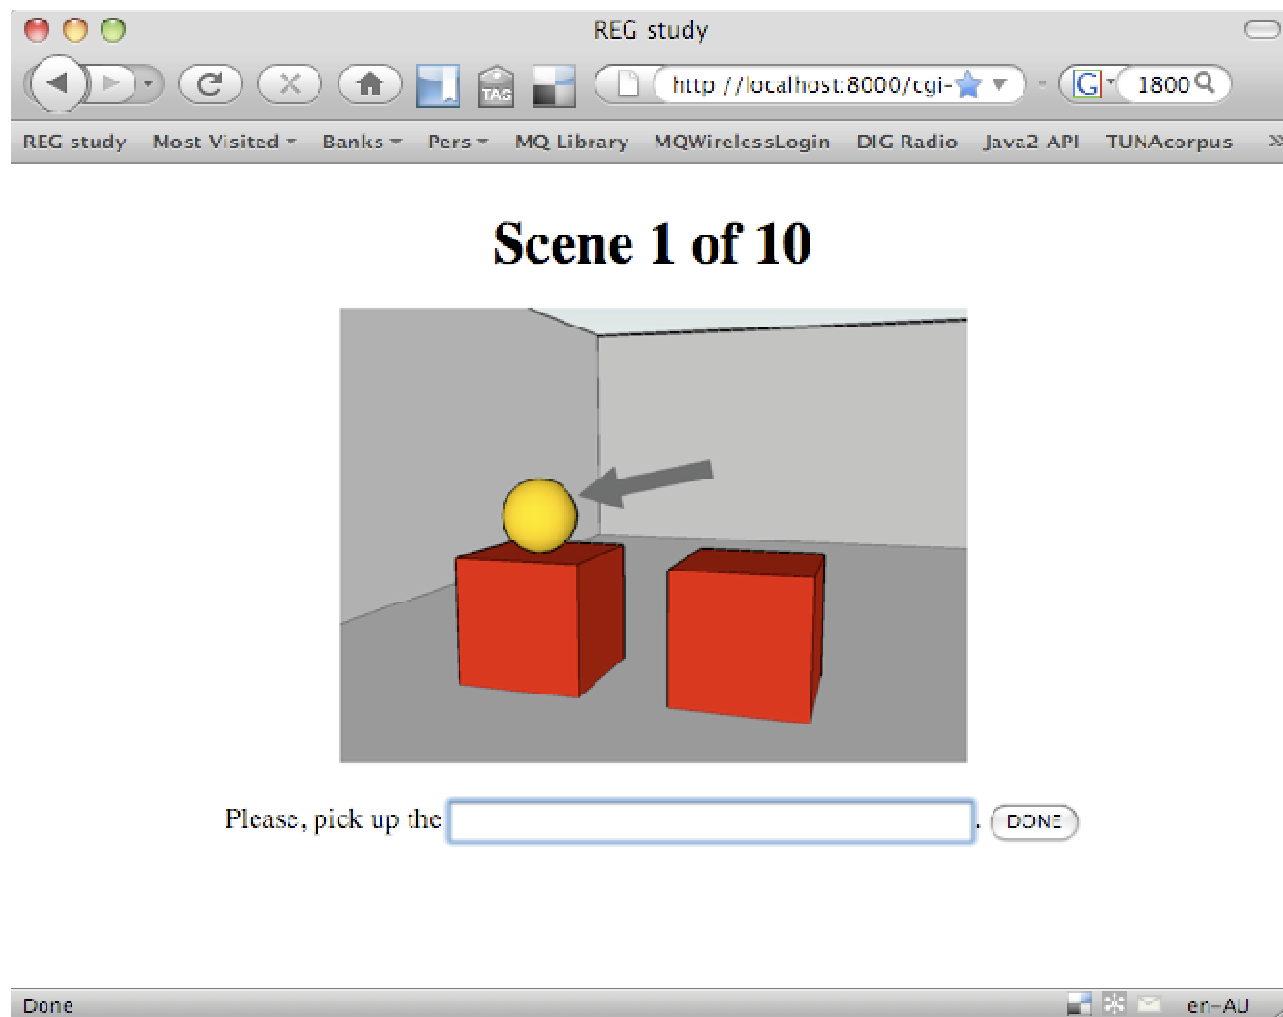 REG study
TAG http://localhost:8000/cgi- G 1800
REG study Most Visited Banks Pers MQ Library MQWirelessLogin DIG Radio Java2 API TUNAcorpus »
Scene 1 of 10
Please, pick up the . DONE
Done en-AU